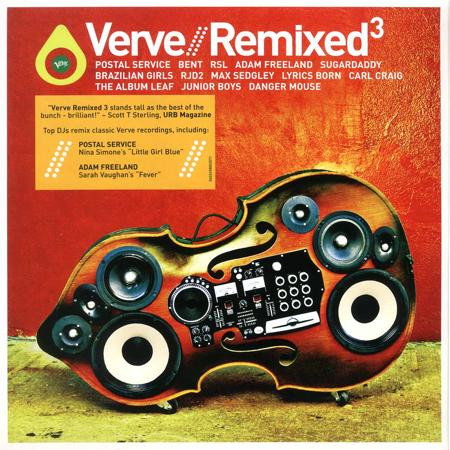 Verve
Verve//Remixed3
POSTAL SERVICE BENT RSL ADAM FREELAND SUGARDADDY
BRAZILIAN GIRLS RJD2 MAX SEDGLEY LYRICS BORN CARL CRAIG
THE ALBUM LEAF JUNIOR BOYS DANGER MOUSE
"Verve Remixed 3 stands tall as the best of the
bunch - brilliant!" – Scott T Sterling, URB Magazine
Top DJs remix classic Verve recordings, including:
POSTAL SERVICE
Nina Simone's "Little Girl Blue"
ADAM FREELAND
Sarah Vaughan's "Fever"